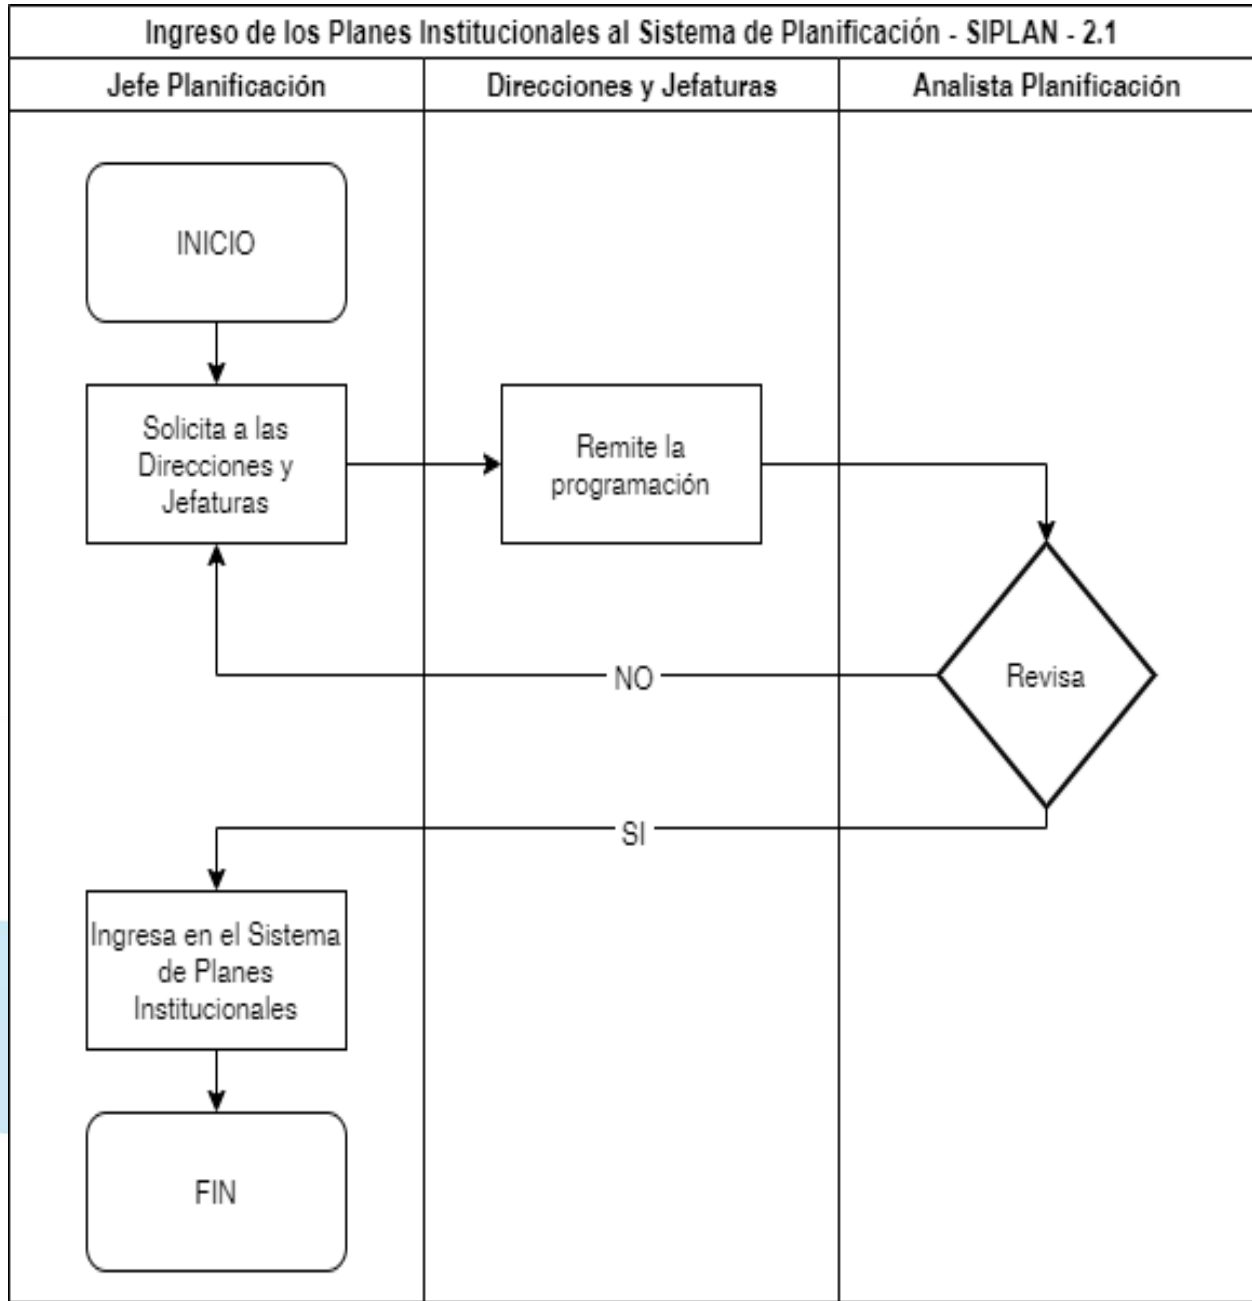 Ingreso de los Planes Institucionales al Sistema de Planificación - SIPLAN - 2.1
Jefe Planificación
Direcciones y Jefaturas
Analista Planificación
INICIO
Solicita a las
Direcciones y
Jefaturas
Remite la
programación
Revisa
NO
SI
Ingresa en el Sistema
de Planes
Institucionales
FIN